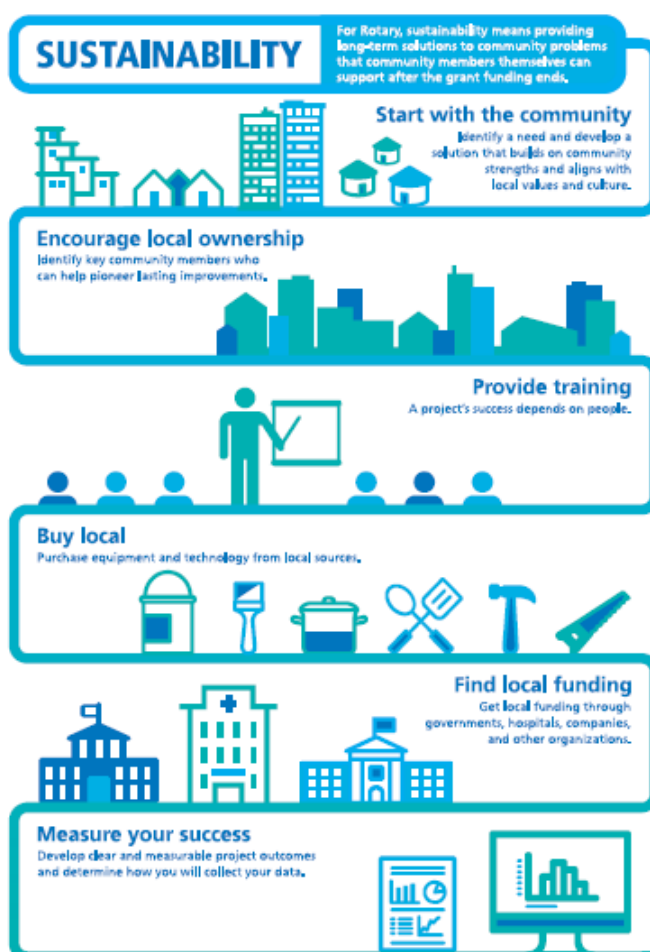 SUSTAINABILITY
For Rotary, sustainability means providing
long-term solutions to community problems
that community members themselves can
support after the grant funding ends.
Start with the community
Identify a need and develop a
solution that builds on community
strengths and aligns with
local values and culture.
Encourage local ownership
Identify key community members who
can help pioneer lasting improvements.
Provide training
A project's success depends on people.
Buy local
Purchase equipment and technology from local sources.
Find local funding
Get local funding through
governments, hospitals, companies,
and other organizations.
Measure your success
Develop clear and measurable project outcomes
and determine how you will collect your data.